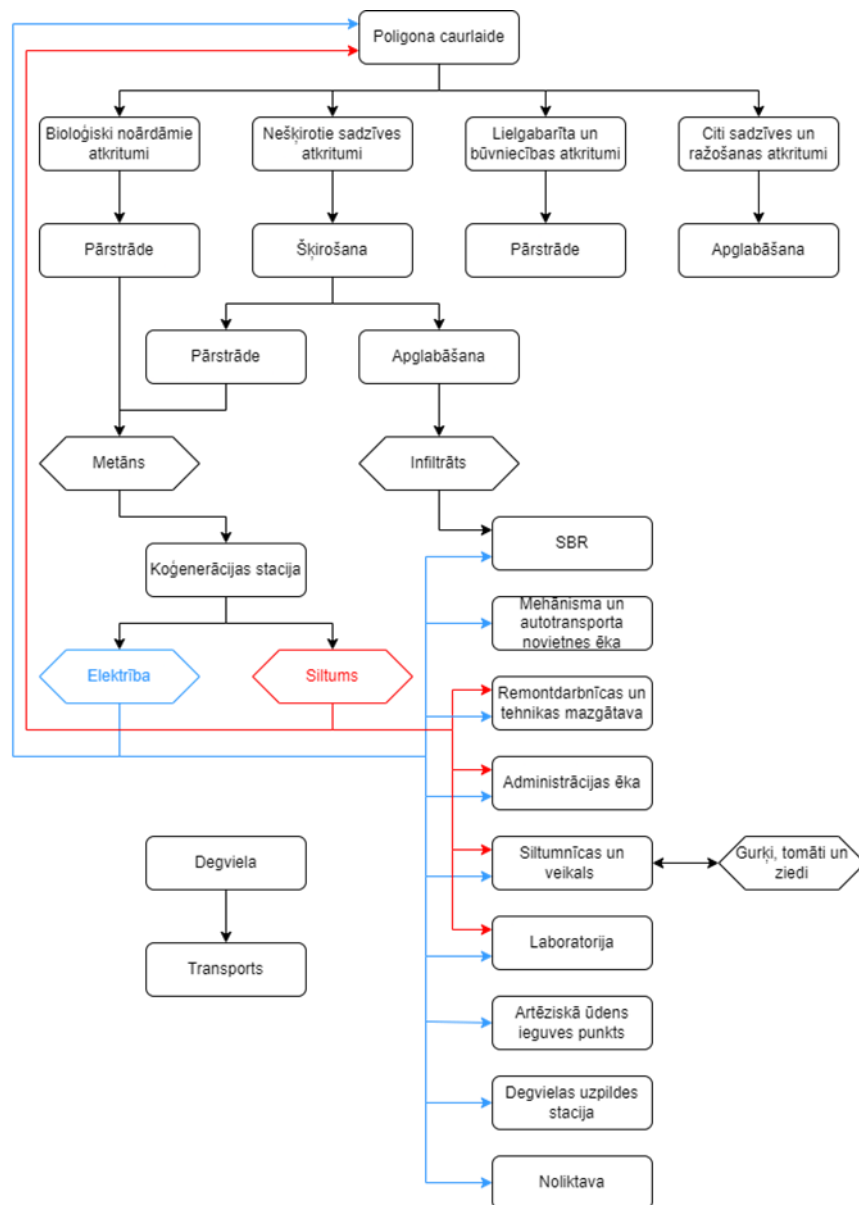 Poligona caurlaide
Bioloģiski noārdāmie
atkritumi
Nešķirotie sadzīves
atkritumi
Lielgabarīta un
būvniecības atkritumi
Citi sadzīves un
ražošanas atkritumi
Pārstrāde
Šķirošana
Pārstrāde
Apglabāšana
Pārstrāde
Apglabāšana
Metāns
Infiltrāts
SBR
Koģenerācijas stacija
Mehānisma un
autotransporta
novietnes ēka
Elektrība
Siltums
Remontdarbnīcas un
tehnikas mazgātava
Administrācijas ēka
Degviela
Siltumnīcas un
veikals
Gurķi, tomāti un
ziedi
Transports
Laboratorija
Artēziskā ūdens
ieguves punkts
Degvielas uzpildes
stacija
Noliktava